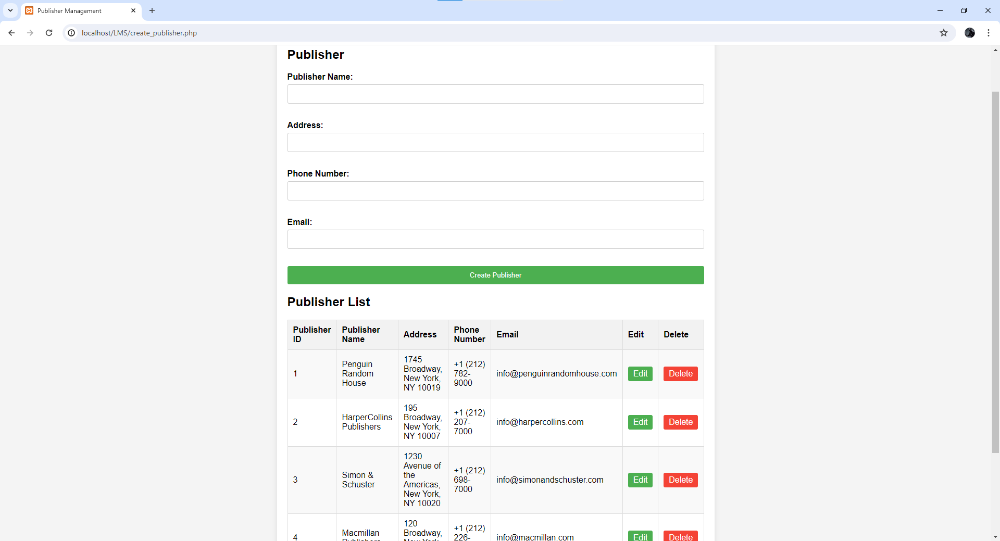 Publisher Management
localhost/LMS/create_publisher.php
Publisher
Publisher Name:
Address:
Phone Number:
Email:
Create Publisher
Publisher List
Publisher ID
Publisher Name
Address
Phone Number
Email
Edit
Delete
1
Penguin
Random
House
1745
Broadway,
New York,
NY 10019
+1 (212)
782-
9000
info@penguinrandomhouse.com
Edit
Delete
2
HarperCollins
Publishers
195
Broadway,
New York,
NY 10007
+1 (212)
207-
7000
info@harpercollins.com
Edit
Delete
3
Simon &
Schuster
1230
Avenue of
the
Americas,
New York,
NY 10020
+1 (212)
698-
7000
info@simonandschuster.com
Edit
Delete
4
Macmillan
Publishers
120
Broadway,
New York
+1 (212)
226-
info@macmillan.com
Edit
Delete